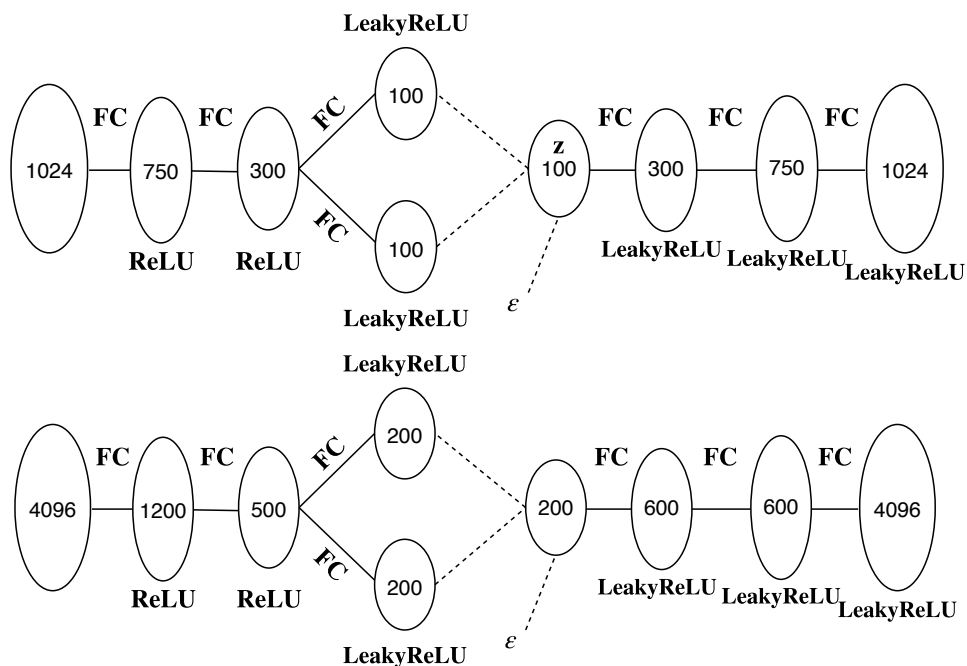 LeakyReLU
FC FC FC 100 FC FC FC
1024 750 300 z 100 300 750 1024
FC 100
ReLU ReLU LeakyReLU LeakyReLU LeakyReLU
LeakyReLU ε
LeakyReLU
FC FC FC 200 FC FC FC
4096 1200 500 200 600 600 4096
FC 200
ReLU ReLU LeakyReLU LeakyReLU LeakyReLU
LeakyReLU ε